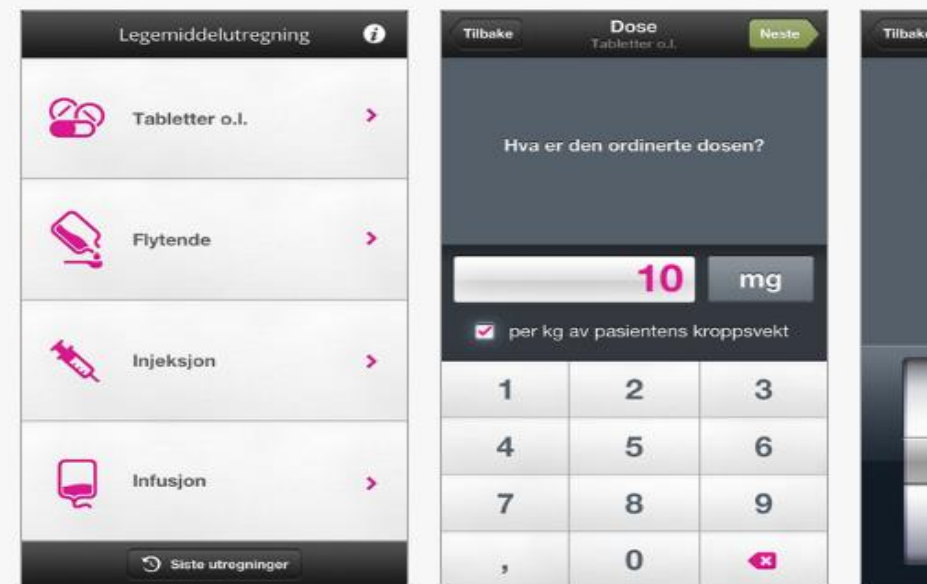 Legemiddelutregning
Tabletter o.l.
Flytende
Injeksjon
Infusjon
Siste utregninger
Tilbake
Dose
Tabletter o.l.
Neste
Hva er den ordinerte dosen?
10 mg
per kg av pasientens kroppsvekt
1 2 3
4 5 6
7 8 9
, 0
Tilbake